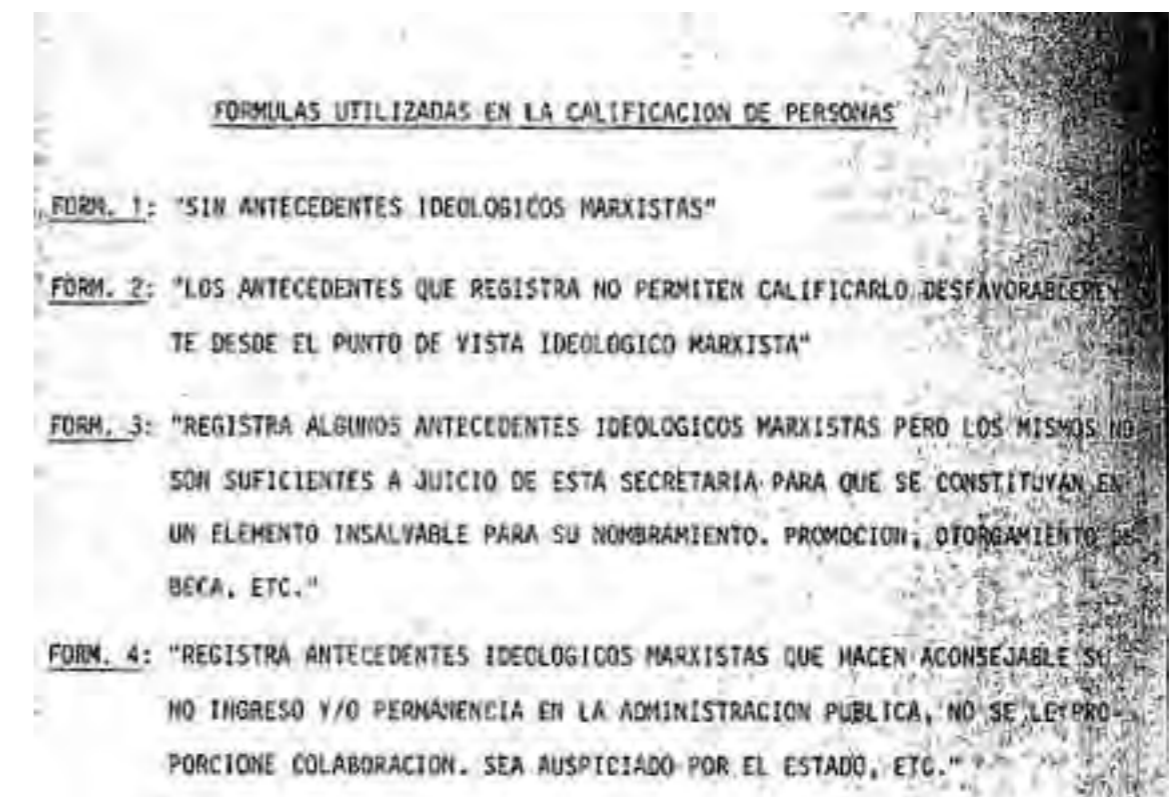 FORMULAS UTILIZADAS EN LA CALIFICACION DE PERSONAS
FORM. 1: "SIN ANTECEDENTES IDEOLOGICOS MARXISTAS"
FORM. 2: "LOS ANTECEDENTES QUE REGISTRA NO PERMITEN CALIFICARLO DESFAVORABLEMEN
TE DESDE EL PUNTO DE VISTA IDEOLOGICO MARXISTA"
FORM. 3: "REGISTRA ALGUNOS ANTECEDENTES IDEOLOGICOS MARXISTAS PERO LOS MISMOS NO
SON SUFICIENTES A JUICIO DE ESTA SECRETARIA PARA QUE SE CONSTITUYAN EN
UN ELEMENTO INSALVABLE PARA SU NOMBRAMIENTO. PROMOCION, OTORGAMIENTO DE
BECA, ETC."
FORM. 4: "REGISTRA ANTECEDENTES IDEOLOGICOS MARXISTAS QUE HACEN ACONSEJABLE SU
NO INGRESO Y/O PERMANENCIA EN LA ADMINISTRACION PUBLICA, NO SE LE PRO-
PORCIONE COLABORACION. SEA AUSPICIADO POR EL ESTADO, ETC."